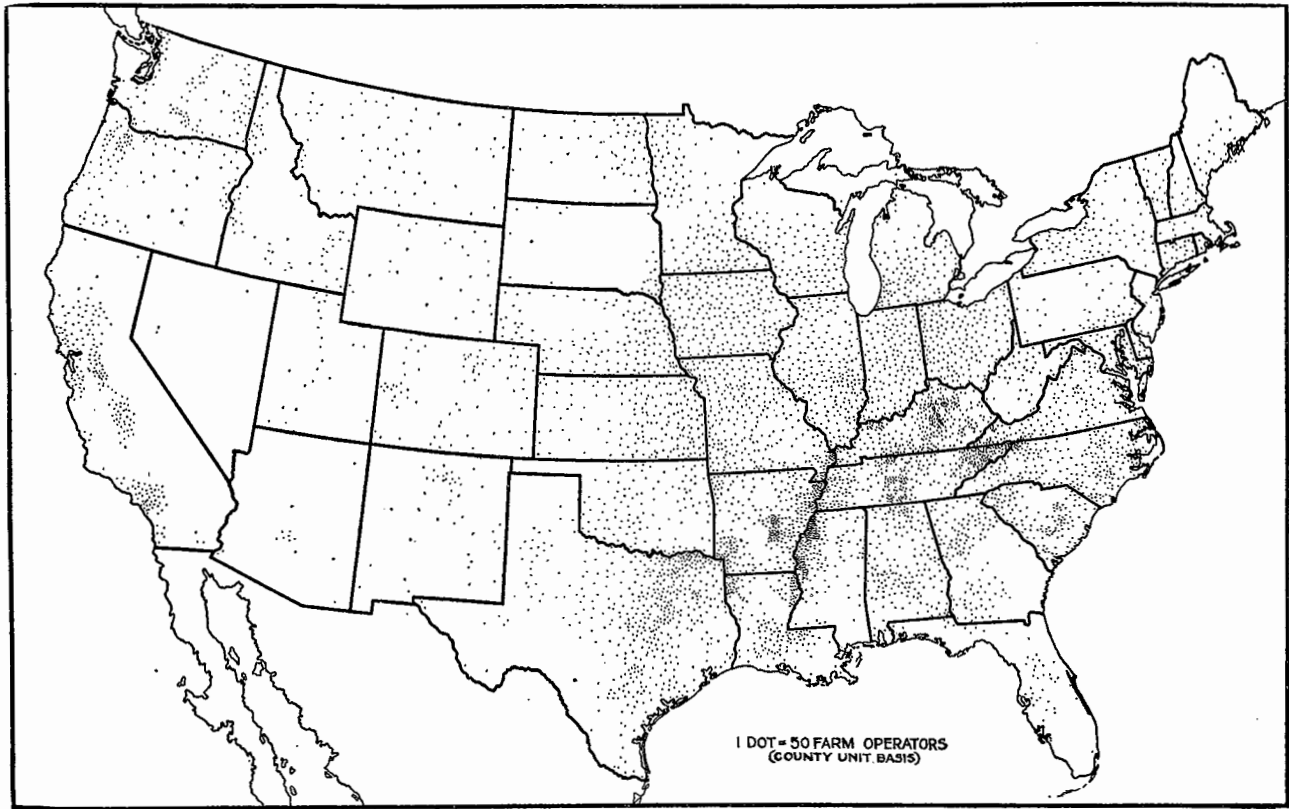 1 DOT = 50 FARM OPERATORS
(COUNTY UNIT BASIS)